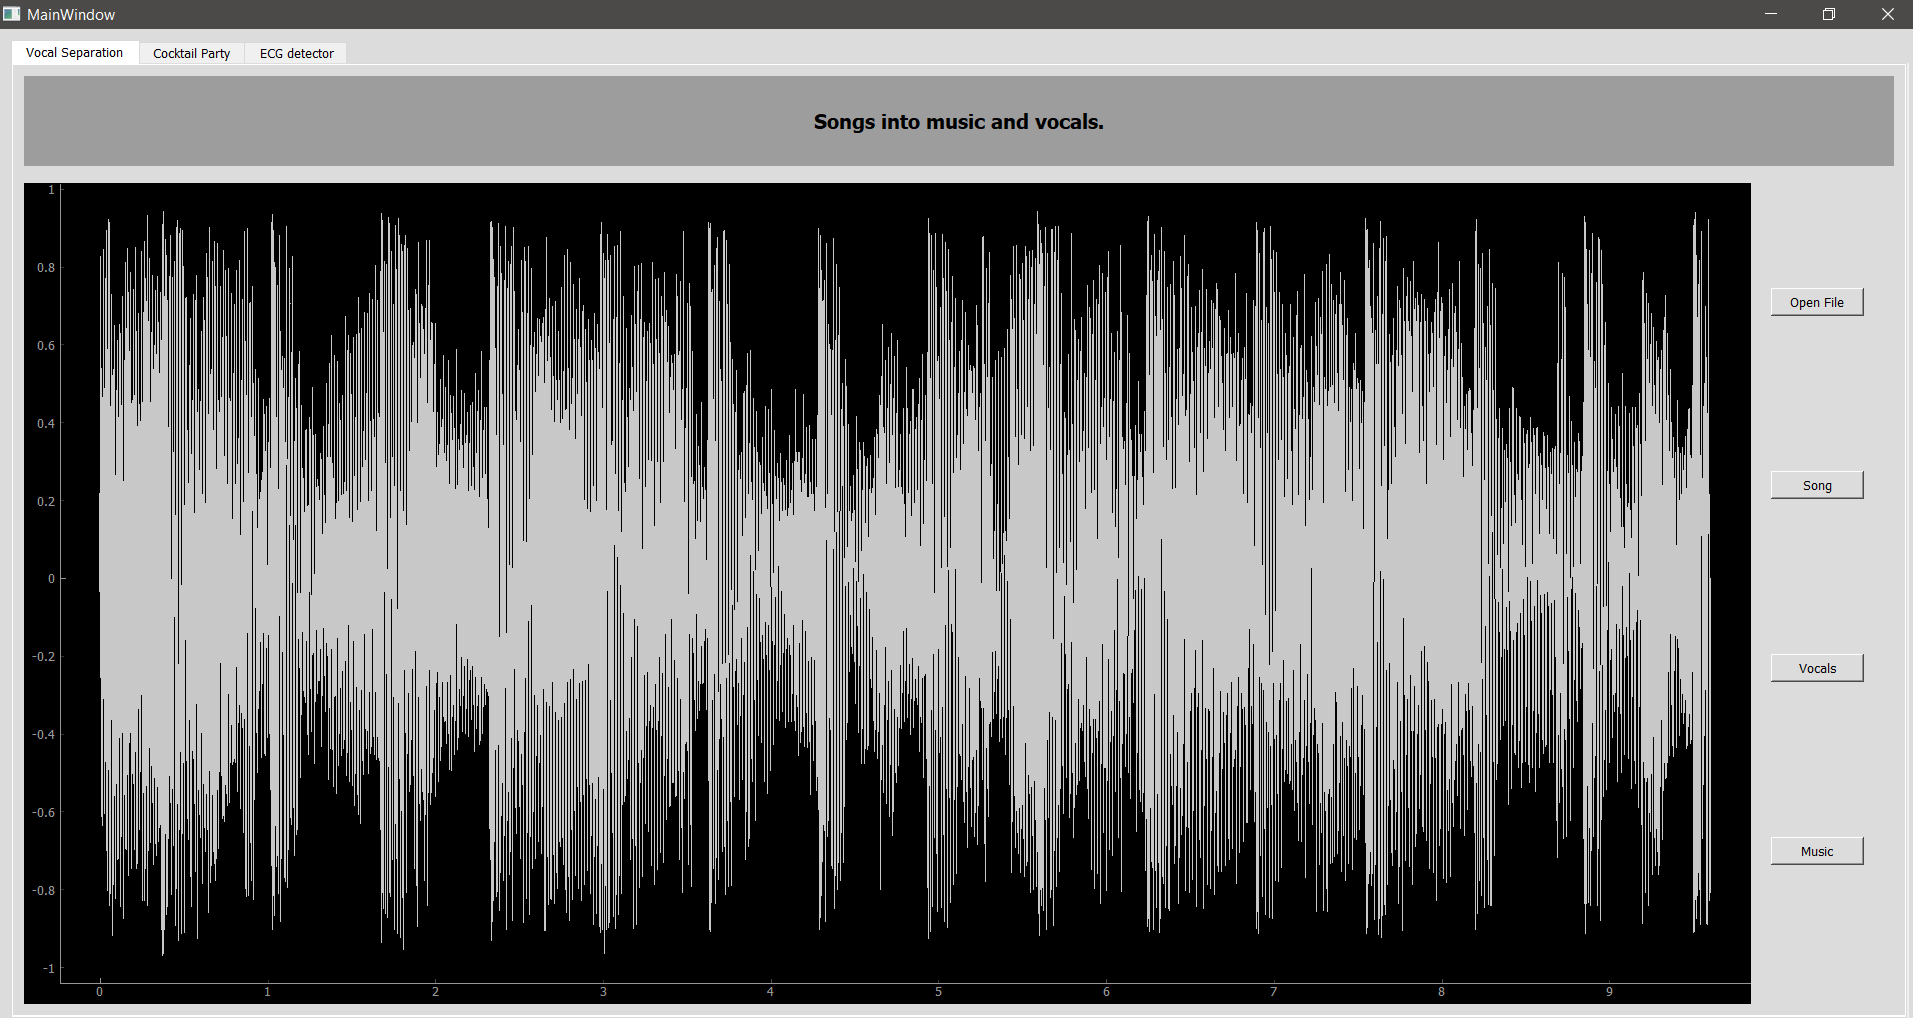 MainWindow
Vocal Separation Cocktail Party ECG detector
Songs into music and vocals.
1
0.8
0.6
0.4
0.2
0
-0.2
-0.4
-0.6
-0.8
-1
0 1 2 3 4 5 6 7 8 9
Open File
Song
Vocals
Music